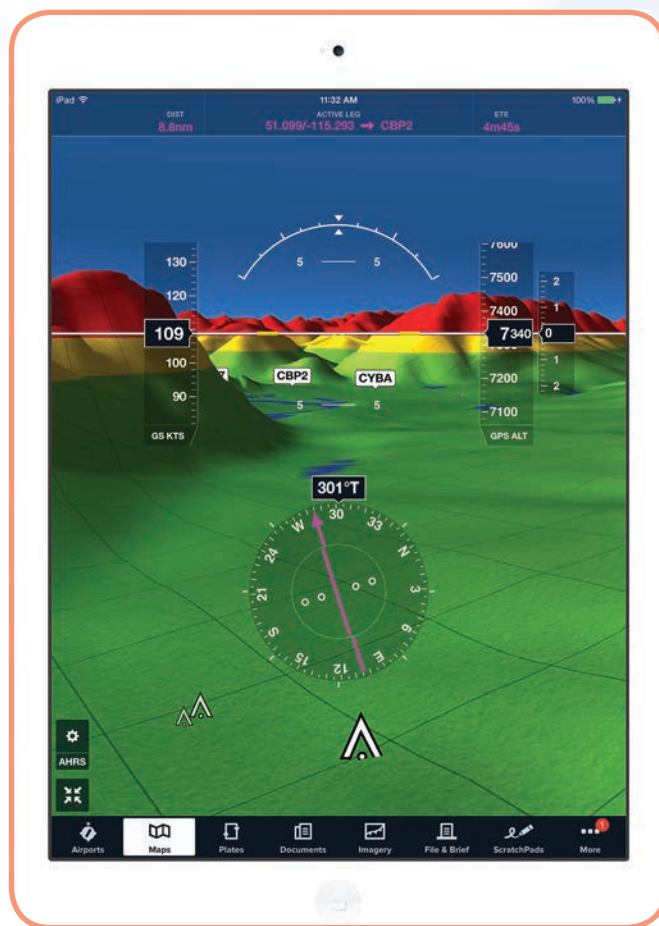 iPad 11:32 AM 100%
DIST ACTIVE LEG ETE
8.6nm 51.099/-115.293 → CBP2 4m45s
7600
130 5 5 7500 2
120 7400 1
109 7340 0
100 1
CBP2 CYBA 7200 2
90 5 5 7100
GS KTS GPS ALT
301°T
W 30 33
24 N
21 3
S 6
15 12 E
AHRS
1
Airports Maps Plates Documents Imagery File & Brief ScratchPads More